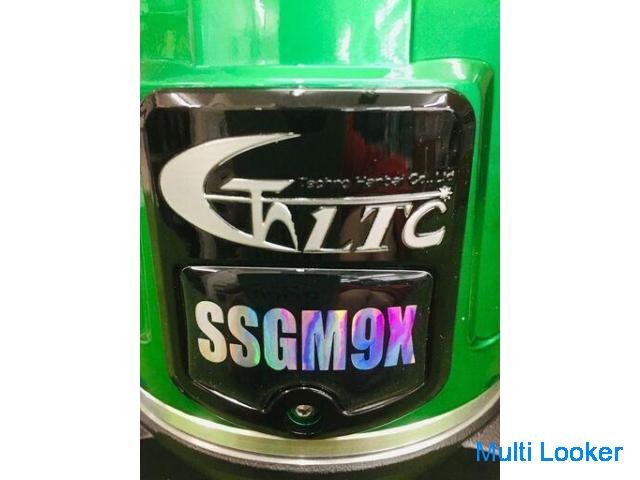 Techno Hanbai Co.,Ltd
LTC
SSGM9X
Multi Looker